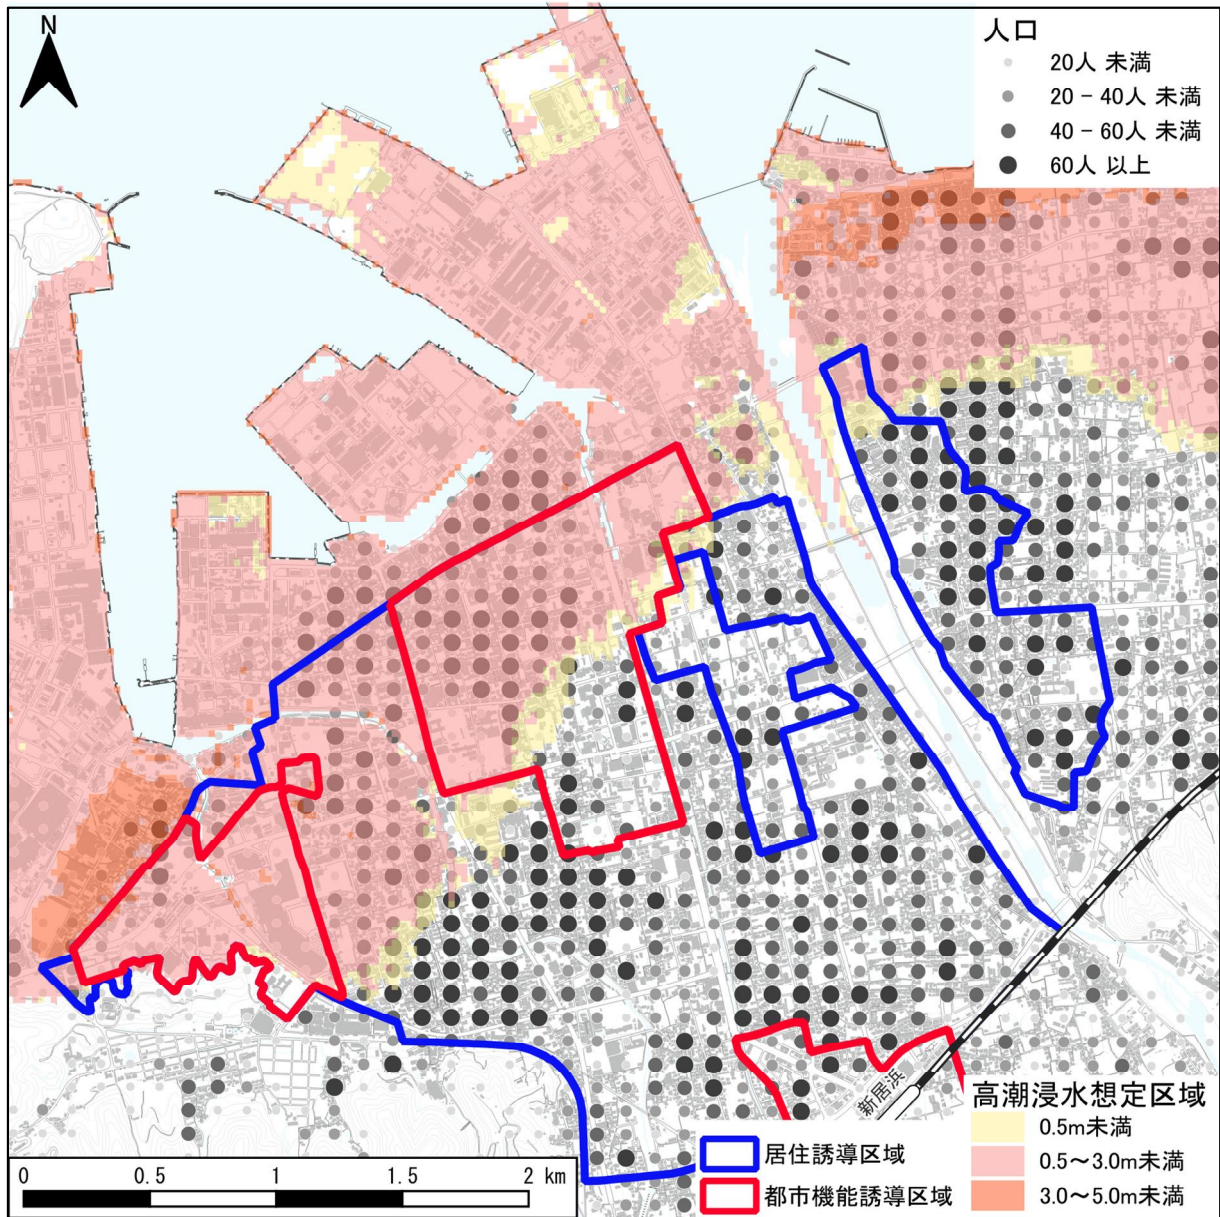 N
人口
20人 未満
20 - 40人 未満
40 - 60人 未満
60人 以上
新居浜
高潮浸水想定区域
0.5m未満
0.5～3.0m未満
3.0～5.0m未満
居住誘導区域
都市機能誘導区域
0 0.5 1 1.5 2 km